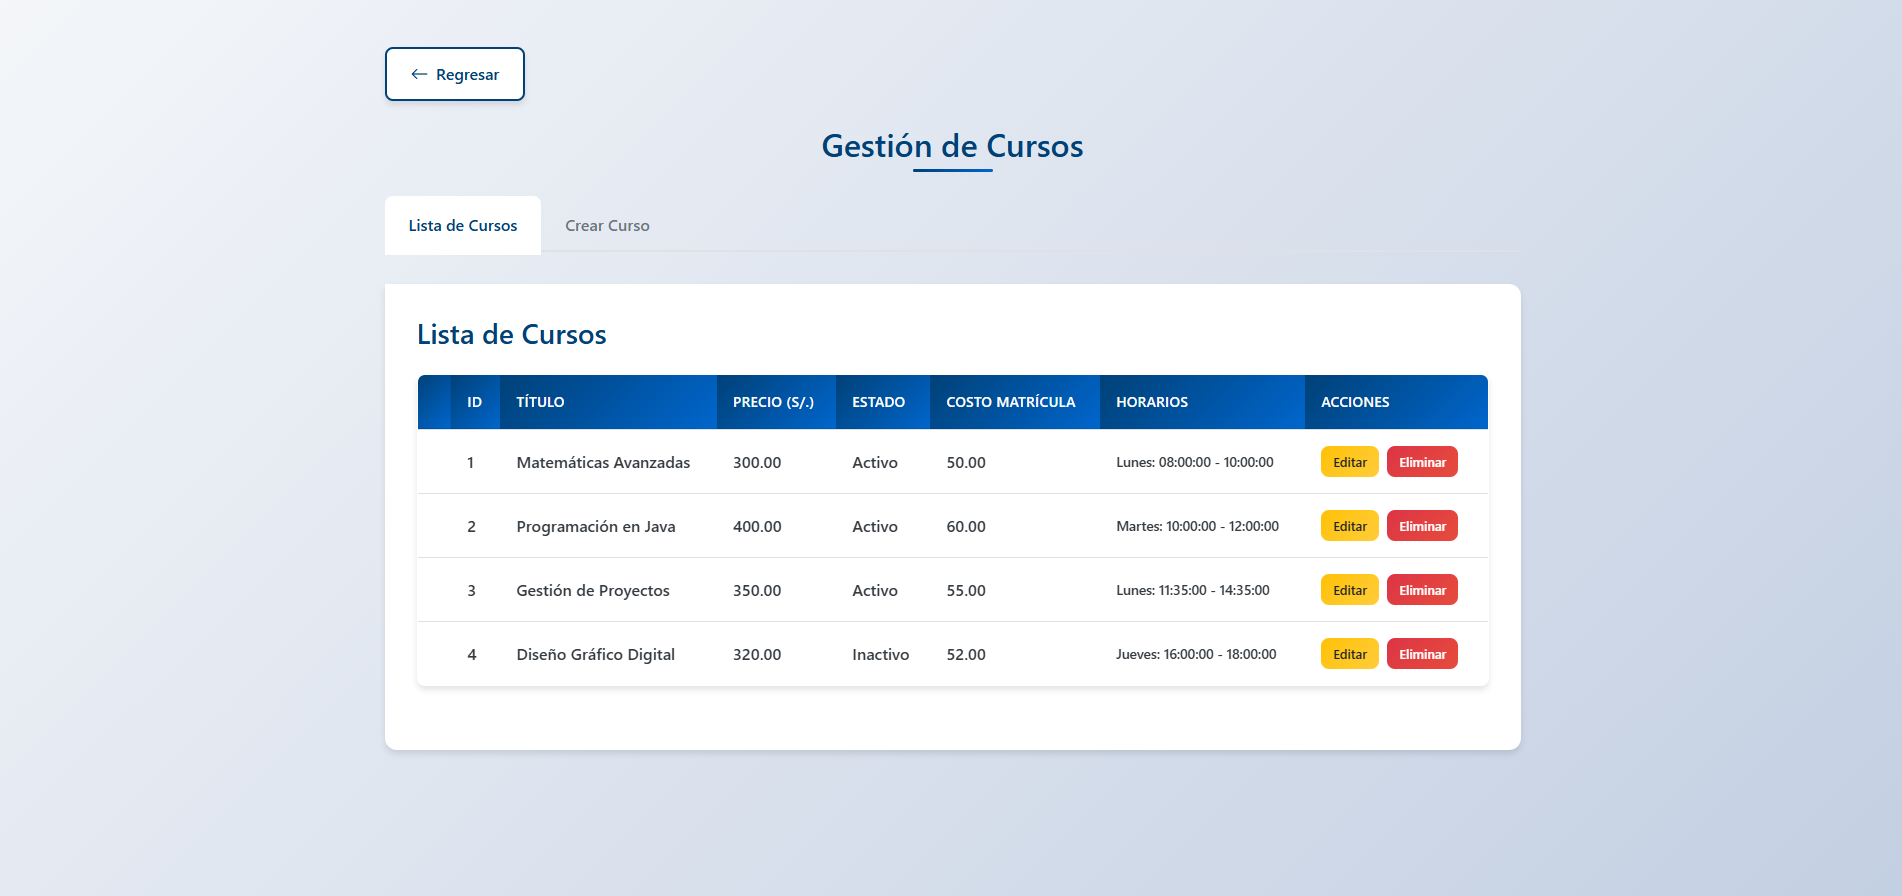 Regresar
Gestión de Cursos
Lista de Cursos Crear Curso
Lista de Cursos
ID TÍTULO PRECIO (S/.) ESTADO COSTO MATRÍCULA HORARIOS ACCIONES
1 Matemáticas Avanzadas 300.00 Activo 50.00 Lunes: 08:00:00 - 10:00:00 Editar Eliminar
2 Programación en Java 400.00 Activo 60.00 Martes: 10:00:00 - 12:00:00 Editar Eliminar
3 Gestión de Proyectos 350.00 Activo 55.00 Lunes: 11:35:00 - 14:35:00 Editar Eliminar
4 Diseño Gráfico Digital 320.00 Inactivo 52.00 Jueves: 16:00:00 - 18:00:00 Editar Eliminar